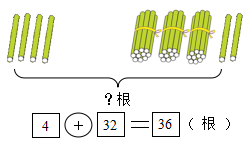 ？根
4 + 32 = 36 （根）